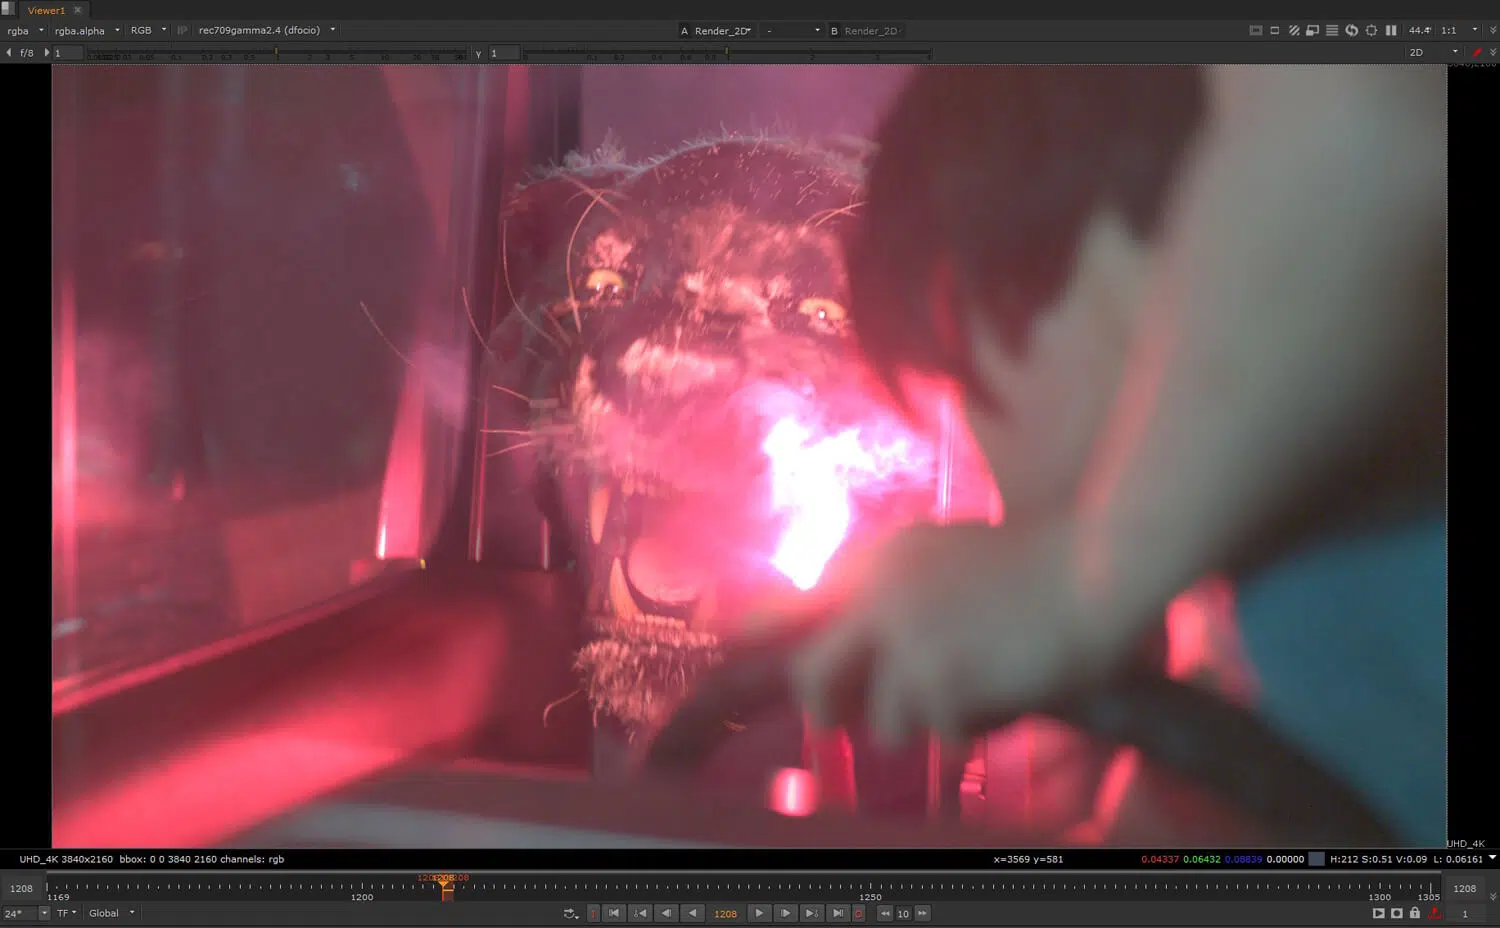 Viewer1
rgba rgba.alpha RGB IP rec709gamma2.4 (dfocio) A Render_2D - B Render_2D 44.4 1:1
f/8 1 γ 1 2D
UHD_4K
UHD_4K 3840x2160 bbox: 0 0 3840 2160 channels: rgb x=3569 y=581 0.04337 0.06432 0.08839 0.00000 H:212 S:0.51 V:0.09 L: 0.06161
1208 1169 1200 1208 1250 1300 1305 1208
24* TF Global 1208 10 1